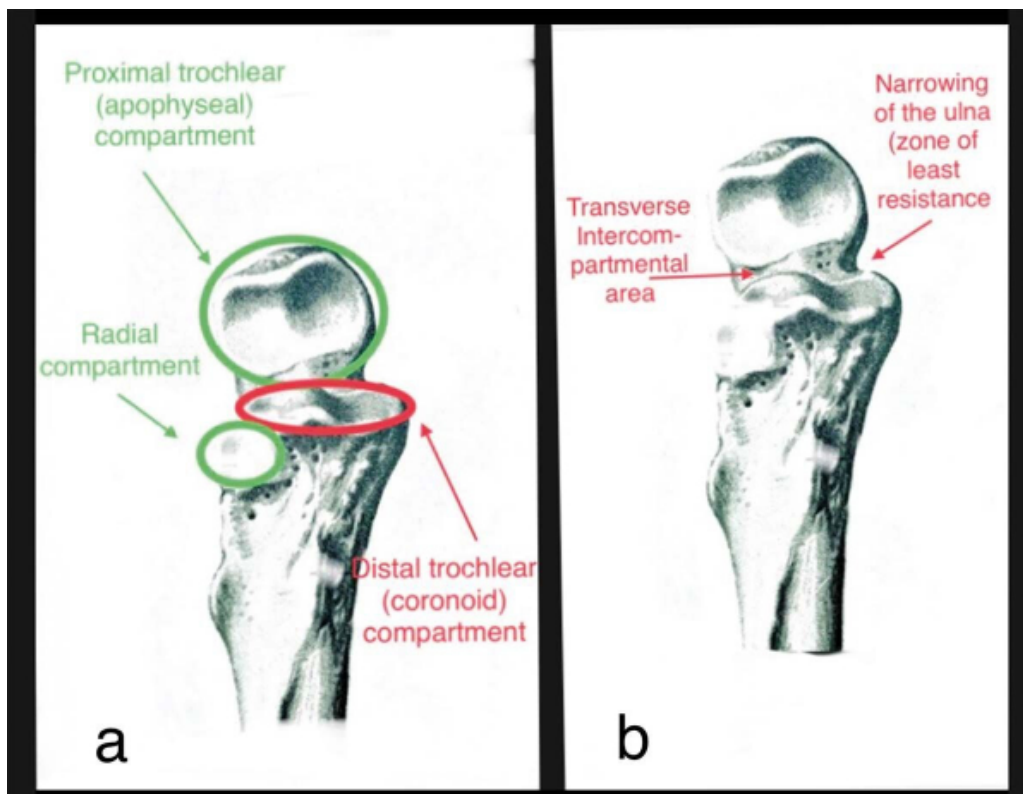 Proximal trochlear
(apophyseal)
compartment
Radial
compartment
Distal trochlear
(coronoid)
compartment
a
Narrowing
of the ulna
(zone of
least
resistance
Transverse
Intercom-
partmental
area
b